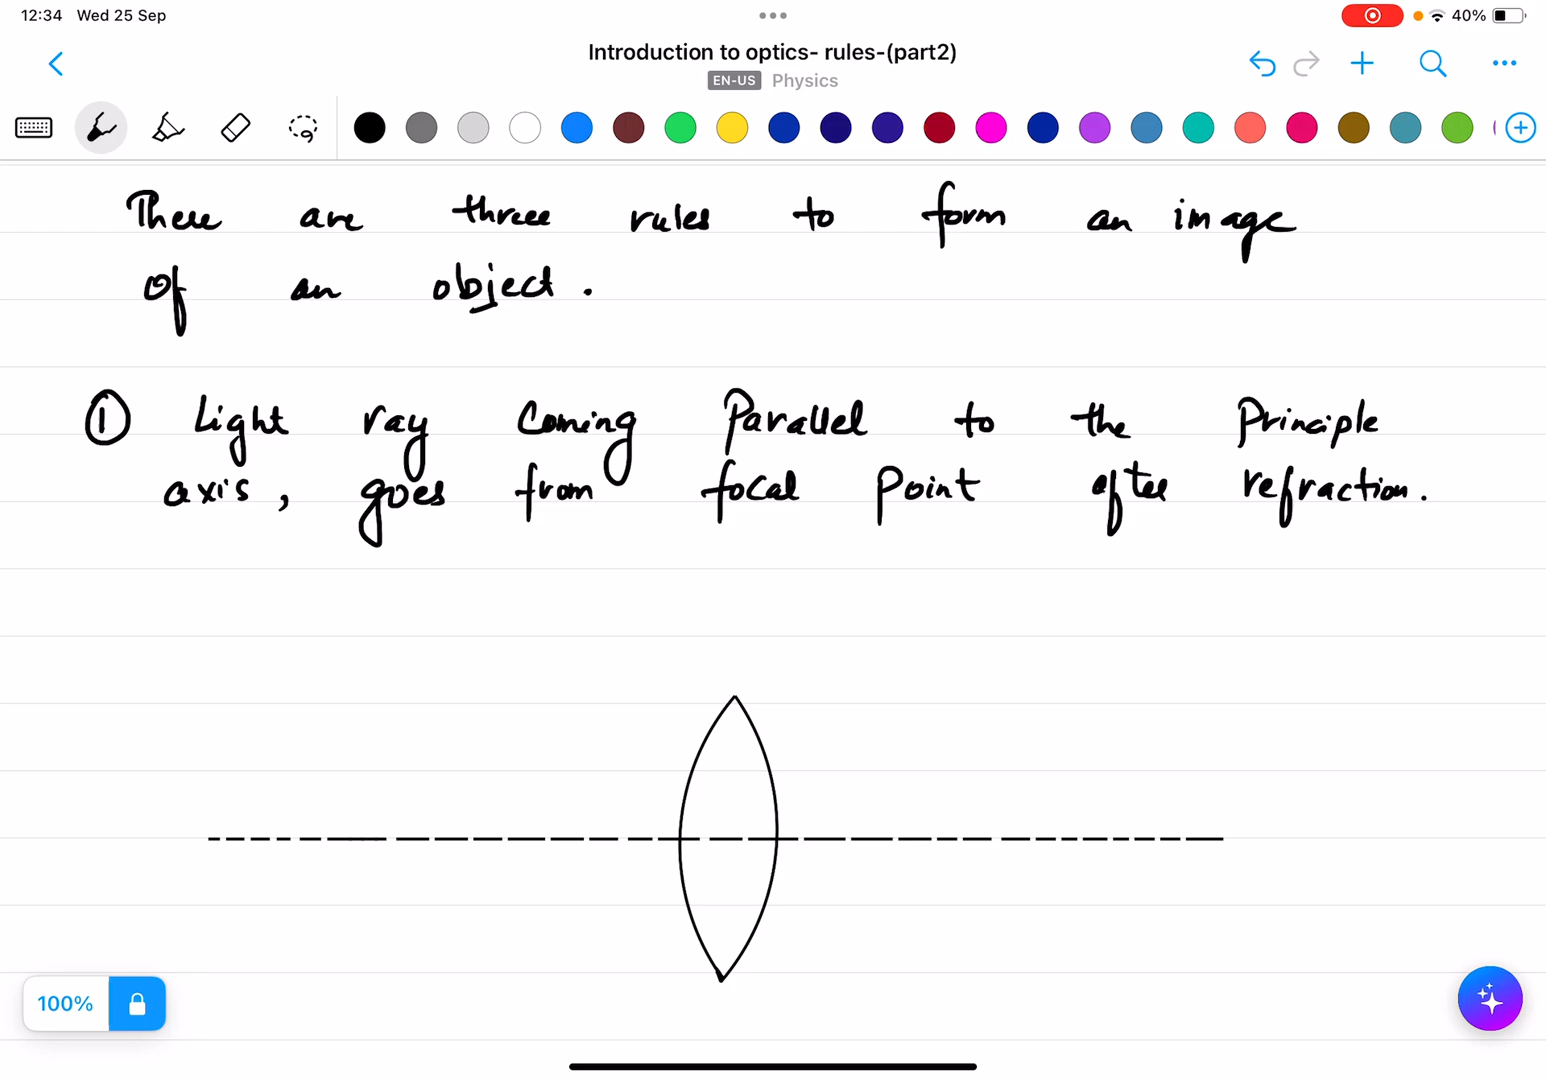 12:34 Wed 25 Sep
40%
Introduction to optics- rules-(part2)
EN-US Physics
There are three rules to form an image
of an object.
① Light ray coming Parallel to the Principle
axis, goes from focal Point after refraction.
100%